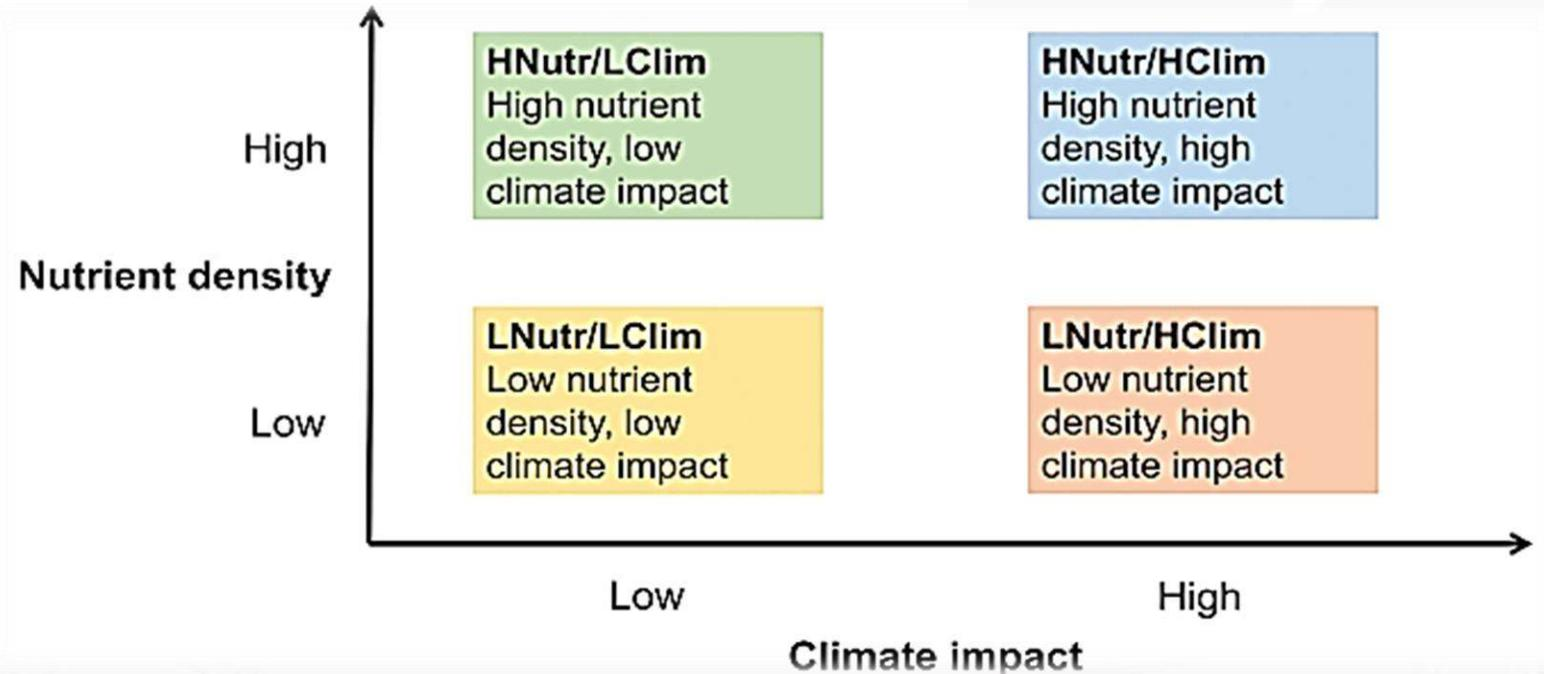 HNutr/LClim
High nutrient
density, low
climate impact
HNutr/HClim
High nutrient
density, high
climate impact
High
Nutrient density
LNutr/LClim
Low nutrient
density, low
climate impact
LNutr/HClim
Low nutrient
density, high
climate impact
Low
Low
High
Climate impact